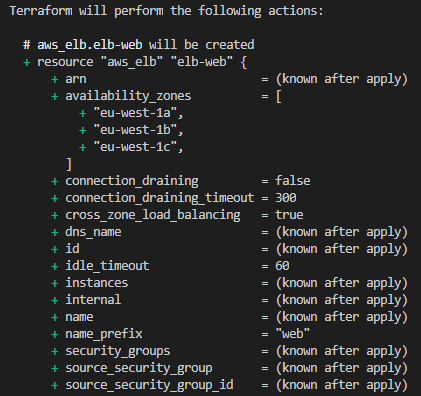 Terraform will perform the following actions:
# aws_elb.elb-web will be created
+ resource "aws_elb" "elb-web" {
+ arn = (known after apply)
+ availability_zones = [
+ "eu-west-1a",
+ "eu-west-1b",
+ "eu-west-1c",
]
+ connection_draining = false
+ connection_draining_timeout = 300
+ cross_zone_load_balancing = true
+ dns_name = (known after apply)
+ id = (known after apply)
+ idle_timeout = 60
+ instances = (known after apply)
+ internal = (known after apply)
+ name = (known after apply)
+ name_prefix = "web"
+ security_groups = (known after apply)
+ source_security_group = (known after apply)
+ source_security_group_id = (known after apply)